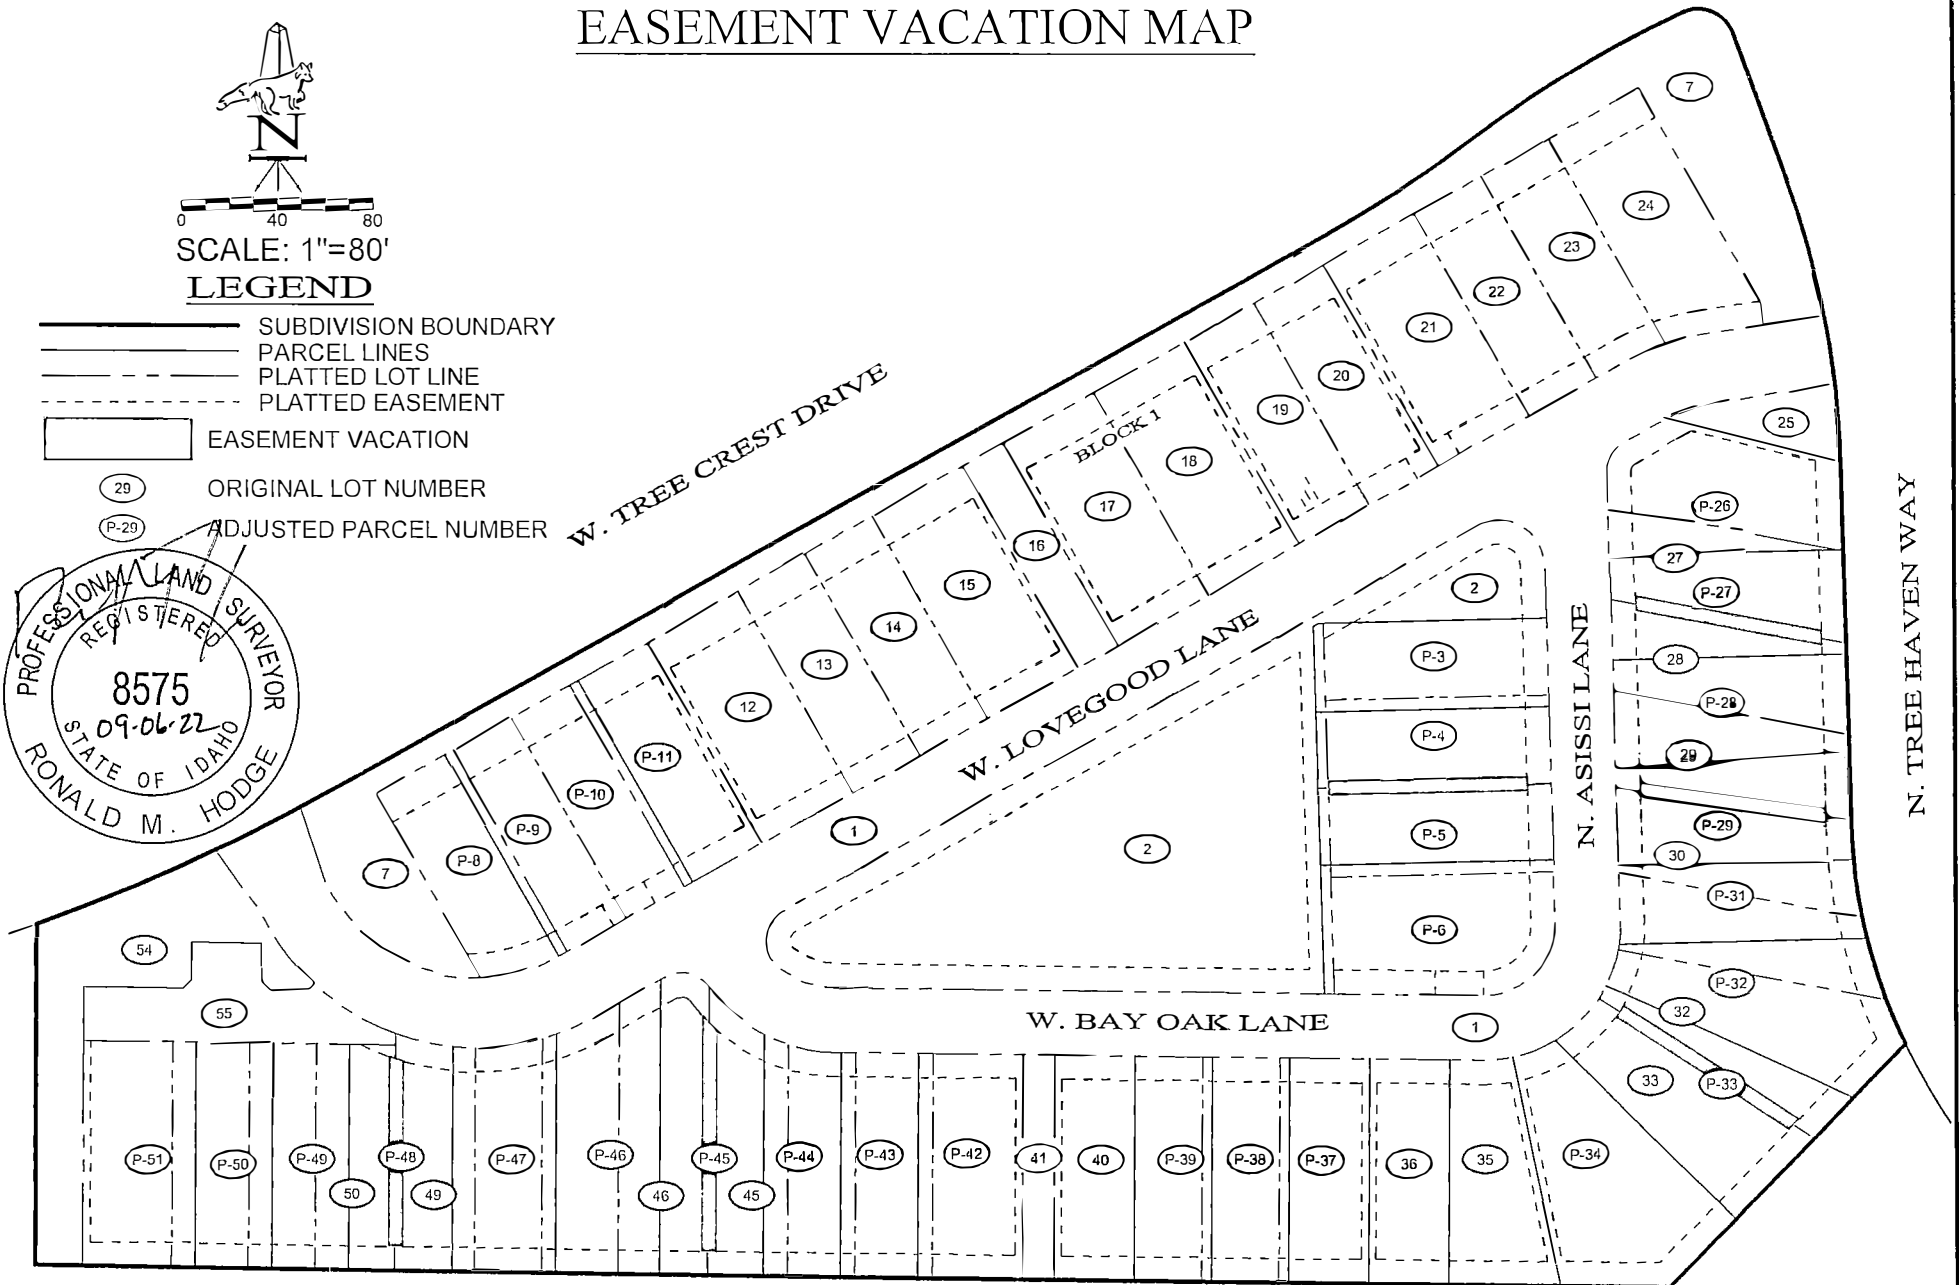 EASEMENT VACATION MAP
N
0 40 80
SCALE: 1"=80'
LEGEND
SUBDIVISION BOUNDARY
PARCEL LINES
PLATTED LOT LINE
PLATTED EASEMENT
EASEMENT VACATION
29 ORIGINAL LOT NUMBER
P-29 ADJUSTED PARCEL NUMBER
PROFESSIONAL LAND SURVEYOR
REGISTERED
8575
09-06-22
STATE OF IDAHO
RONALD M. HODGE
W. TREE CREST DRIVE
BLOCK 1
W. LOVEGOOD LANE
N. ASISSI LANE
N. TREE HAVEN WAY
W. BAY OAK LANE
7
24
23
22
21
20
19
18
17
16
15
14
13
12
P-11
P-10
P-9
P-8
7
1
2
2
P-3
P-4
P-5
P-6
1
25
P-26
27
P-27
28
P-28
29
P-29
30
P-31
P-32
32
33
P-33
P-34
54
55
P-51
P-50
P-49
50
P-48
49
P-47
P-46
46
P-45
45
P-44
P-43
P-42
41
40
P-39
P-38
P-37
36
35